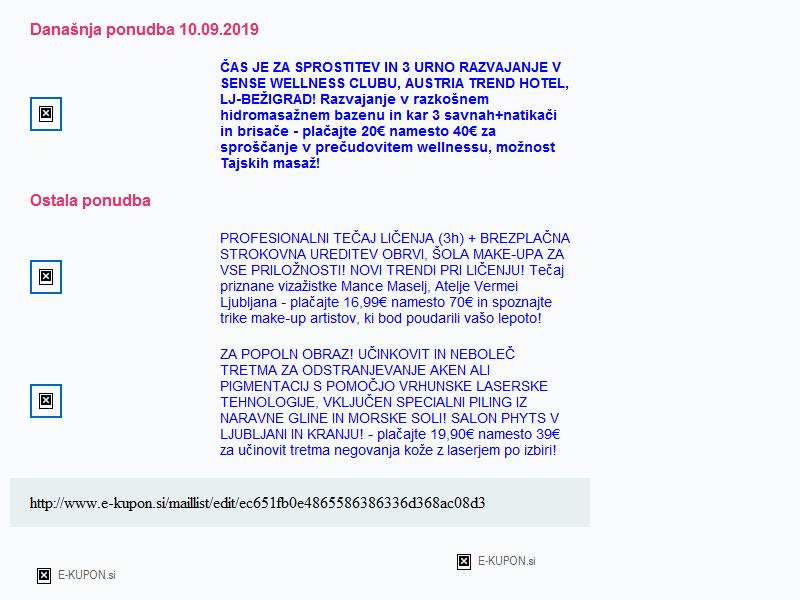 Današnja ponudba 10.09.2019
ČAS JE ZA SPROSTITEV IN 3 URNO RAZVAJANJE V
SENSE WELLNESS CLUBU, AUSTRIA TREND HOTEL,
LJ-BEŽIGRAD! Razvajanje v razkošnem
hidromasažnem bazenu in kar 3 savnah+natikači
in brisače - plačajte 20€ namesto 40€ za
sproščanje v prečudovitem wellnessu, možnost
Tajskih masaž!
Ostala ponudba
PROFESIONALNI TEČAJ LIČENJA (3h) + BREZPLAČNA
STROKOVNA UREDITEV OBRVI, ŠOLA MAKE-UPA ZA
VSE PRILOŽNOSTI! NOVI TRENDI PRI LIČENJU! Tečaj
priznane vizažistke Mance Maselj, Atelje Vermei
Ljubljana - plačajte 16,99€ namesto 70€ in spoznajte
trike make-up artistov, ki bod poudarili vašo lepoto!
ZA POPOLN OBRAZ! UČINKOVIT IN NEBOLEČ
TRETMA ZA ODSTRANJEVANJE AKEN ALI
PIGMENTACIJ S POMOČJO VRHUNSKE LASERSKE
TEHNOLOGIJE, VKLJUČEN SPECIALNI PILING IZ
NARAVNE GLINE IN MORSKE SOLI! SALON PHYTS V
LJUBLJANI IN KRANJU! - plačajte 19,90€ namesto 39€
za učinovit tretma negovanja kože z laserjem po izbiri!
http://www.e-kupon.si/maillist/edit/ec651fb0e4865586386336d368ac08d3
E-KUPON.si
E-KUPON.si